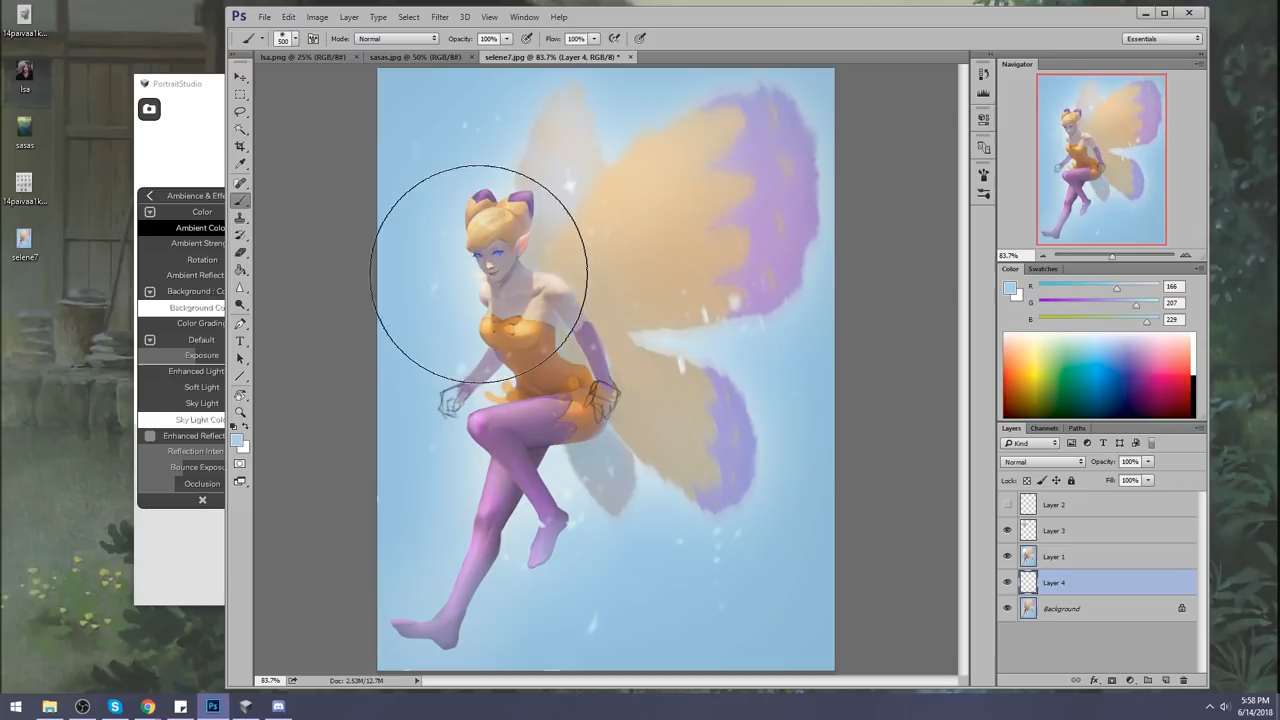 Ps File Edit Image Layer Type Select Filter 3D View Window Help
500 Mode: Normal Opacity: 100% Flow: 100% Essentials
lsa.png @ 25% (RGB/8#) × sasas.jpg @ 50% (RGB/8#) × selene7.jpg @ 83.7% (Layer 4, RGB/8) * ×
14paivaa1k...
lsa
sasas
14paivaa1k...
selene7
PortraitStudio
Ambience & Effe
Color
Ambient Colo
Ambient Streng
Rotation
Ambient Reflect
Background : Co
Background Co
Color Grading
Default
Exposure
Enhanced Light
Soft Light
Sky Light
Sky Light Colo
Enhanced Reflec
Reflection Inten
Bounce Exposu
Occlusion
Navigator
83.7%
Color Swatches
R 166
G 207
B 229
Layers Channels Paths
Kind
Normal Opacity: 100%
Lock: Fill: 100%
Layer 2
Layer 3
Layer 1
Layer 4
Background
83.7% Doc: 2.53M/12.7M
5:58 PM
6/14/2018